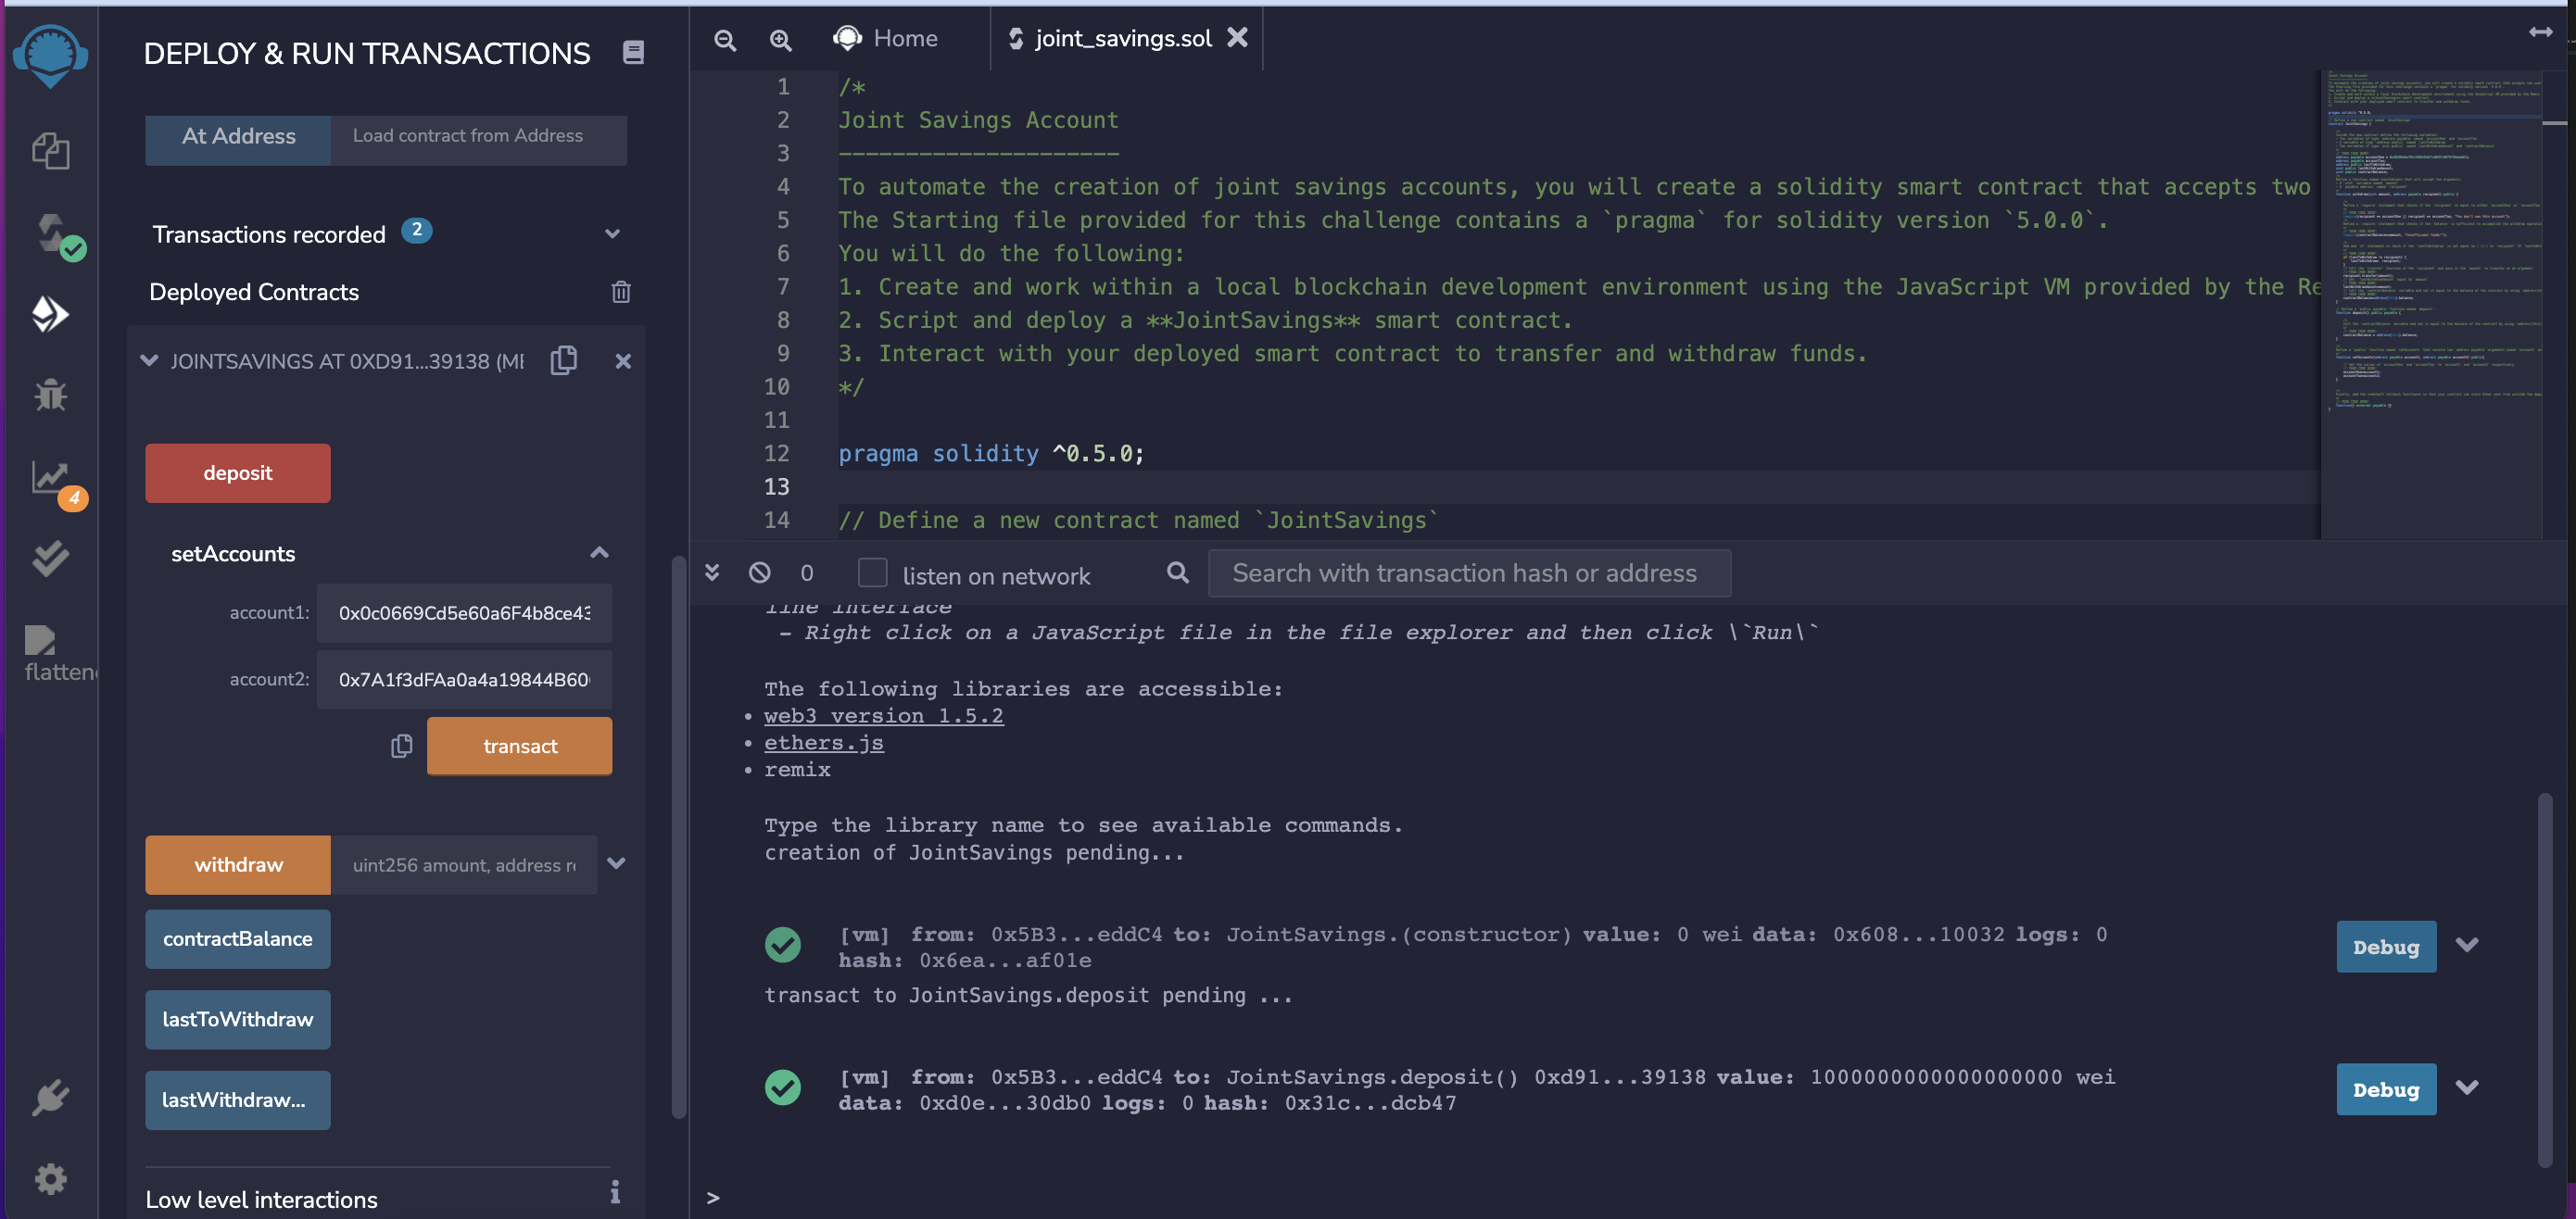 DEPLOY & RUN TRANSACTIONS
At Address
Load contract from Address
Transactions recorded
2
Deployed Contracts
JOINTSAVINGS AT 0XD91...39138 (ME
deposit
setAccounts
account1:
0x0c0669Cd5e60a6F4b8ce43
account2:
0x7A1f3dFAa0a4a19844B60
transact
withdraw
uint256 amount, address re
contractBalance
lastToWithdraw
lastWithdraw...
Low level interactions
4
flattene
Home
joint_savings.sol
1 /*
2 Joint Savings Account
3 ---------------------
4 To automate the creation of joint savings accounts, you will create a solidity smart contract that accepts two
5 The Starting file provided for this challenge contains a `pragma` for solidity version `5.0.0`.
6 You will do the following:
7 1. Create and work within a local blockchain development environment using the JavaScript VM provided by the Re
8 2. Script and deploy a **JointSavings** smart contract.
9 3. Interact with your deployed smart contract to transfer and withdraw funds.
10 */
11
12 pragma solidity ^0.5.0;
13
14 // Define a new contract named `JointSavings`
0
listen on network
Search with transaction hash or address
line interface
- Right click on a JavaScript file in the file explorer and then click \`Run\`
The following libraries are accessible:
• web3 version 1.5.2
• ethers.js
• remix
Type the library name to see available commands.
creation of JointSavings pending...
[vm] from: 0x5B3...eddC4 to: JointSavings.(constructor) value: 0 wei data: 0x608...10032 logs: 0
hash: 0x6ea...af01e
Debug
transact to JointSavings.deposit pending ...
[vm] from: 0x5B3...eddC4 to: JointSavings.deposit() 0xd91...39138 value: 1000000000000000000 wei
data: 0xd0e...30db0 logs: 0 hash: 0x31c...dcb47
Debug
>